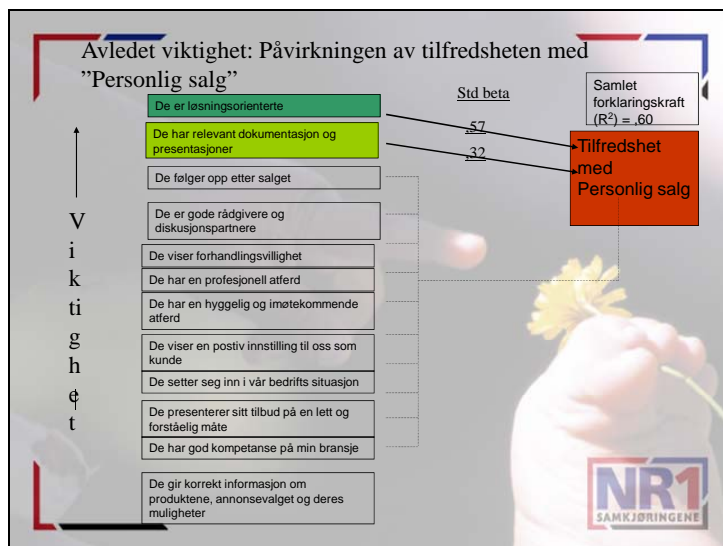 Avledet viktighet: Påvirkningen av tilfredsheten med
”Personlig salg”
Std beta
Samlet
forklaringskraft
(R²) = ,60
De er løsningsorienterte
,57
De har relevant dokumentasjon og
presentasjoner
,32
Tilfredshet
med
Personlig salg
De følger opp etter salget
De er gode rådgivere og
diskusjonspartnere
De viser forhandlingsvillighet
De har en profesjonell atferd
De har en hyggelig og imøtekommende
atferd
De viser en postiv innstilling til oss som
kunde
De setter seg inn i vår bedrifts situasjon
De presenterer sitt tilbud på en lett og
forståelig måte
De har god kompetanse på min bransje
De gir korrekt informasjon om
produktene, annonsevalget og deres
muligheter
V
i
k
ti
g
h
e
t
NR1
SAMKJØRINGENE